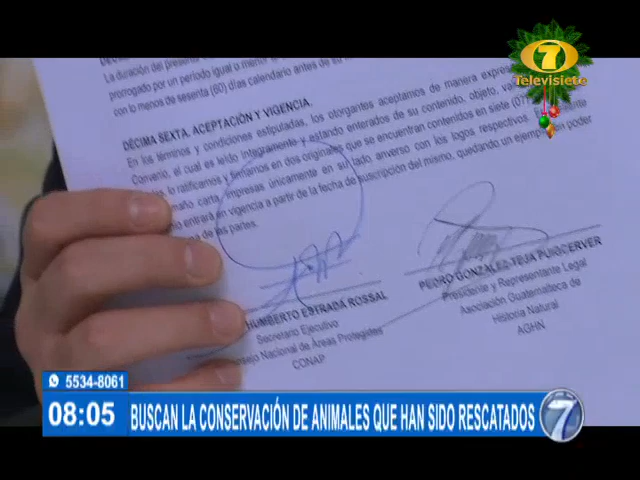 7
Televisiete
La duración del presente
prorrogado por un periodo igual o
con lo menos de sesenta (60) días calendario antes de su
DÉCIMA SEXTA. ACEPTACIÓN Y VIGENCIA.
En los términos y condiciones estipuladas, los otorgantes aceptamos de manera
Convenio, el cual es leído íntegramente y estando enterados de su contenido, objeto,
lo ratificamos y firmamos en dos originales que se encuentran contenidos en siete (07)
carta, impresas únicamente en su lado anverso con los logos respectivos.
entrará en vigencia a partir de la fecha de suscripción del mismo, quedando un ejemplar en poder
de las partes.
HUMBERTO ESTRADA ROSSAL
Secretario Ejecutivo
Consejo Nacional de Áreas Protegidas
CONAP
PEDRO GONZÁLEZ-TEJA PUIGCERVER
Presidente y Representante Legal
Asociación Guatemalteca de
Historia Natural
AGHN
5534-8061
08:05 BUSCAN LA CONSERVACIÓN DE ANIMALES QUE HAN SIDO RESCATADOS 7